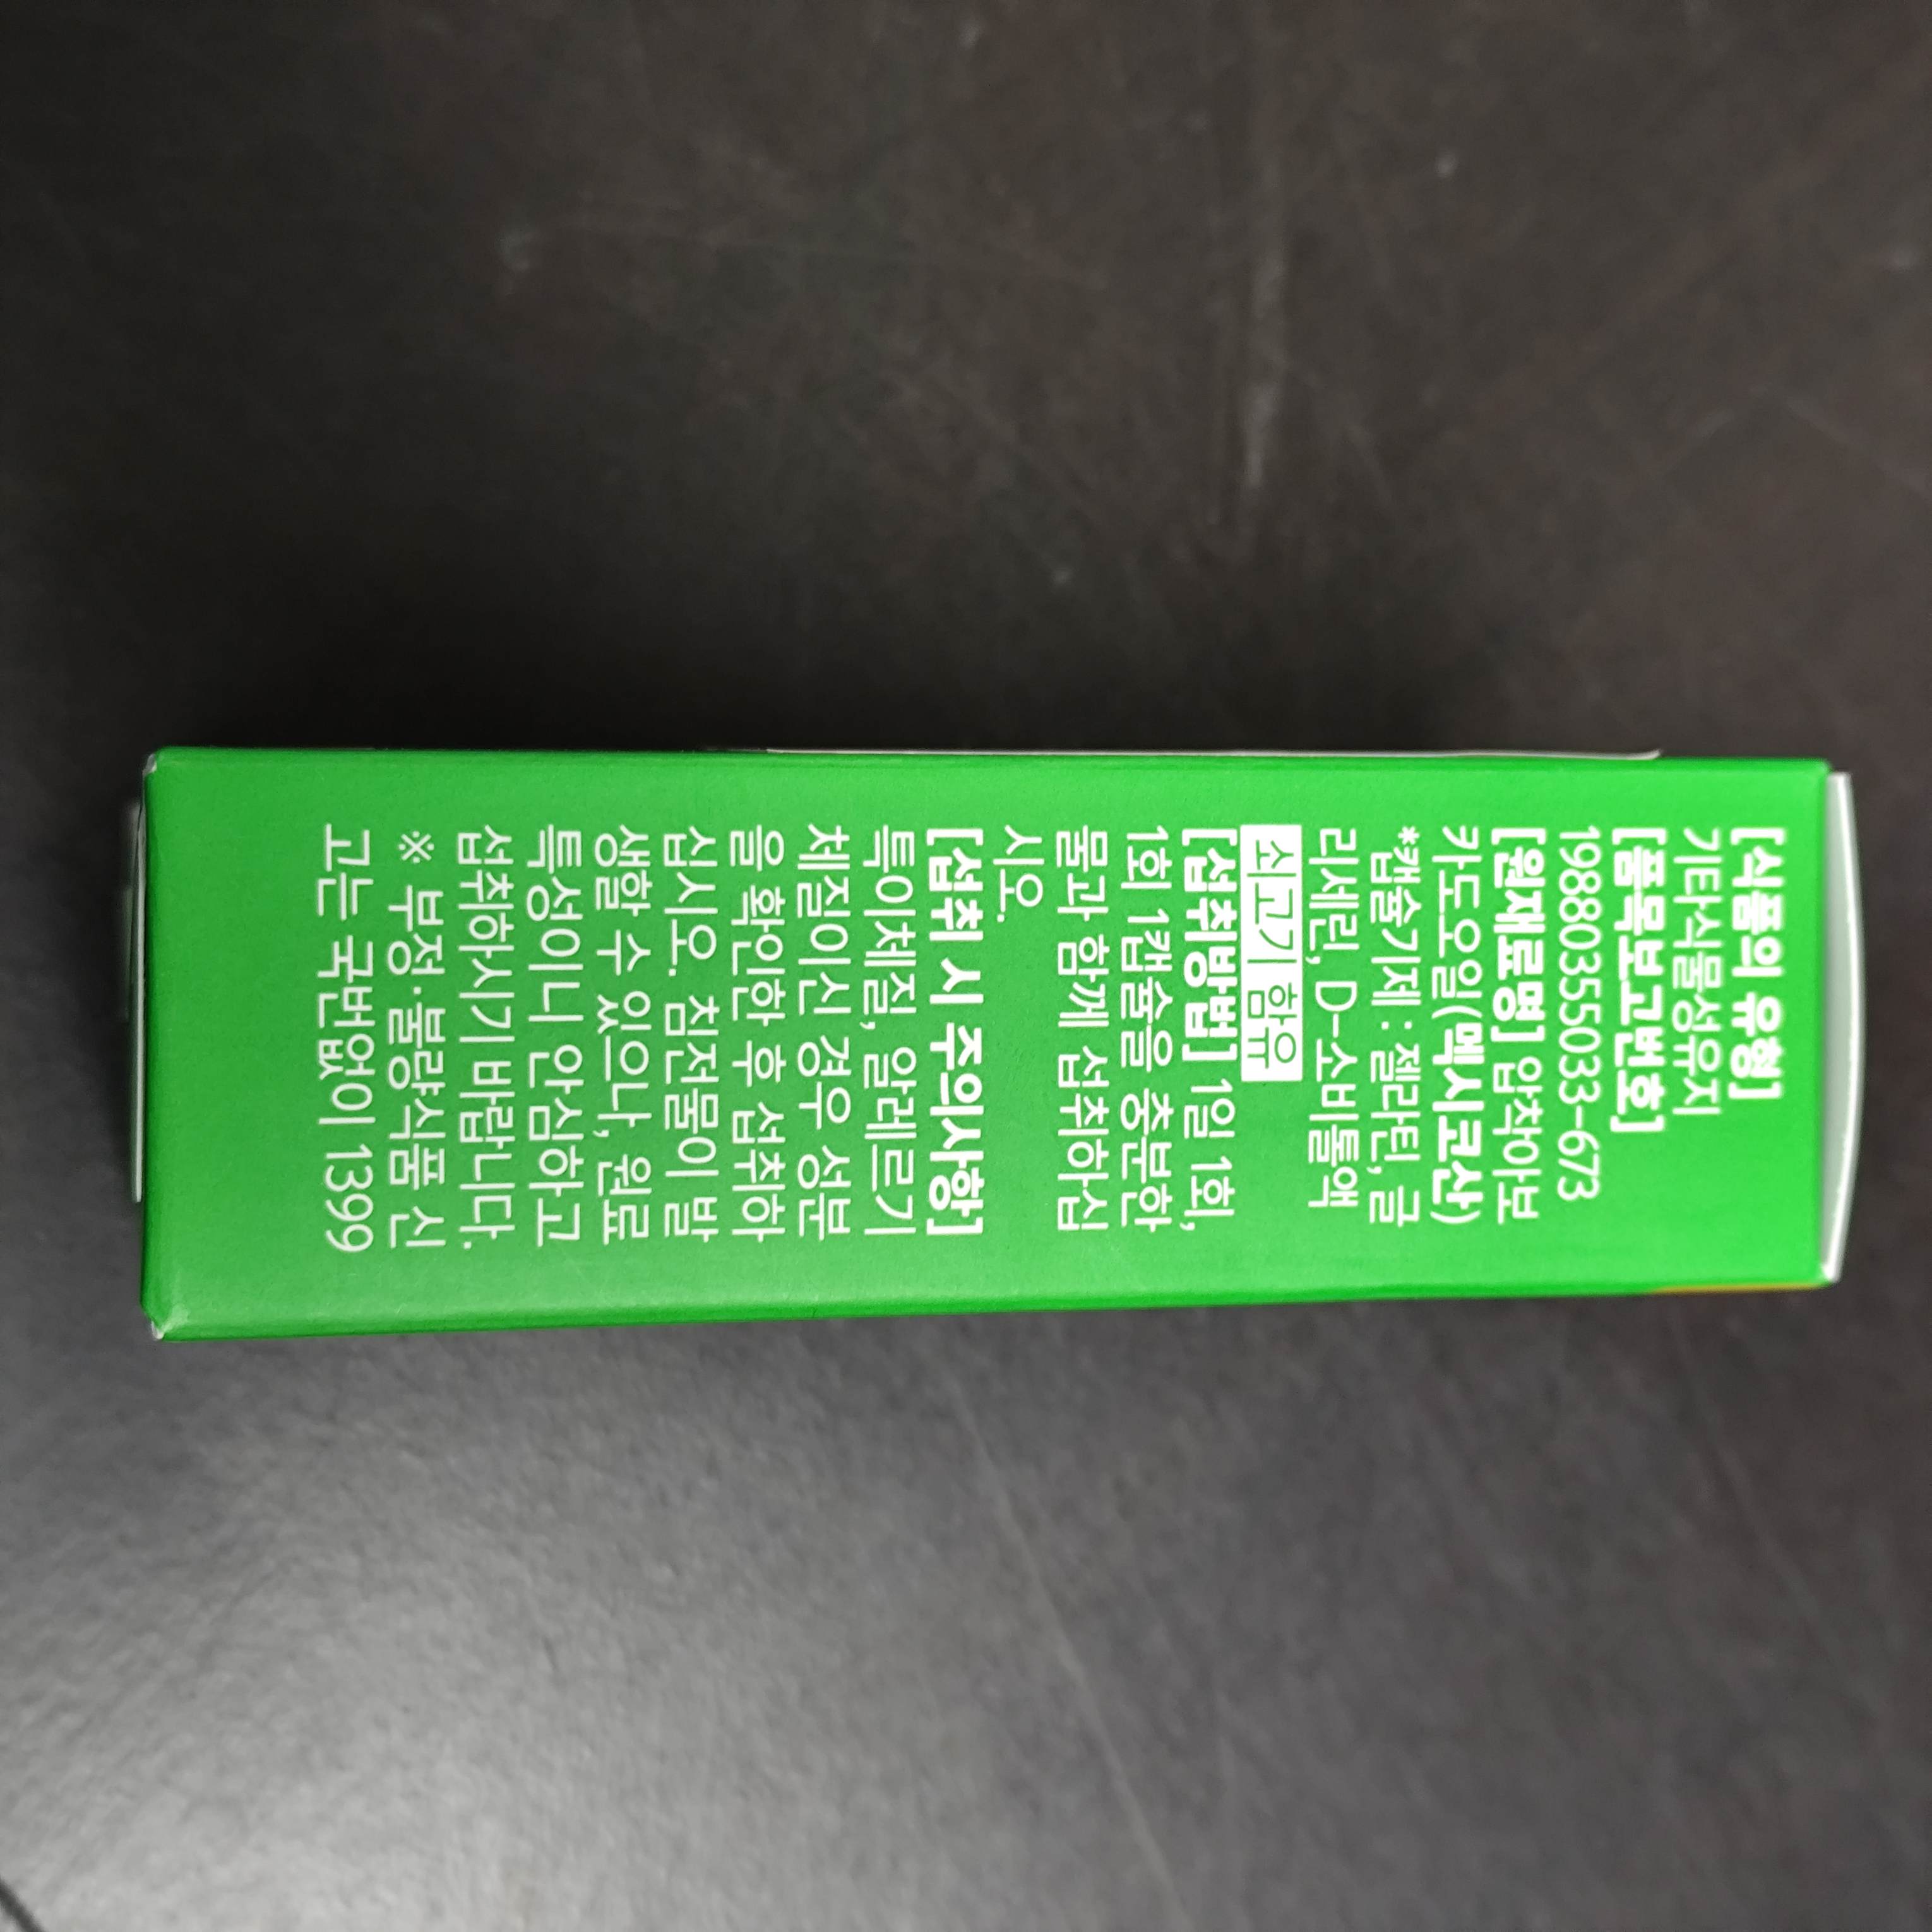 [식품의 유형]
기타식물성유지
[품목보고번호]
1988035503​3-673
[원재료명] 압착아보
카도오일(멕시코산)
*캡슐기제 : 젤라틴, 글
리세린, D-소비톨액
쇠고기 함유
[섭취방법] 1일 1회,
1회 1캡슐을 충분한
물과 함께 섭취하십
시오.
[섭취 시 주의사항]
특이체질, 알레르기
체질이신 경우 성분
을 확인한 후 섭취하
십시오. 침전물이 발
생할 수 있으나, 원료
특성이니 안심하고
섭취하시기 바랍니다.
※ 부정·불량식품 신
고는 국번없이 1399